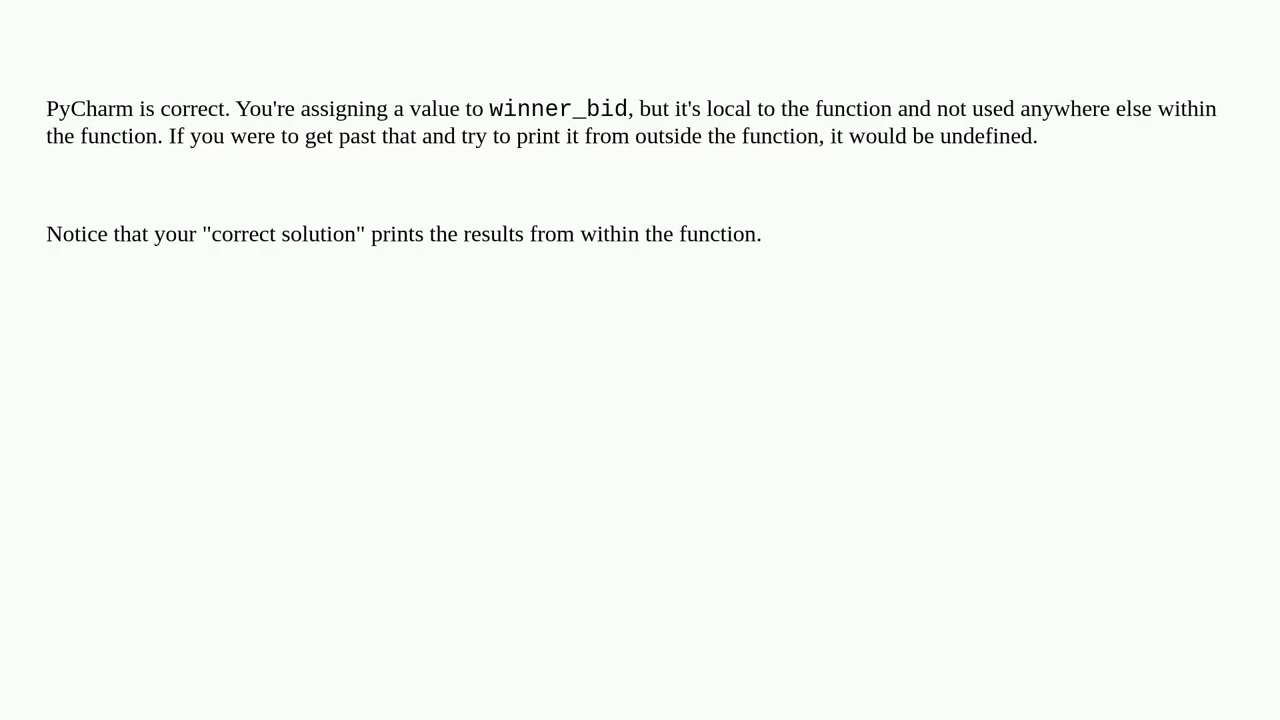 PyCharm is correct. You're assigning a value to winner_bid, but it's local to the function and not used anywhere else within
the function. If you were to get past that and try to print it from outside the function, it would be undefined.
Notice that your "correct solution" prints the results from within the function.